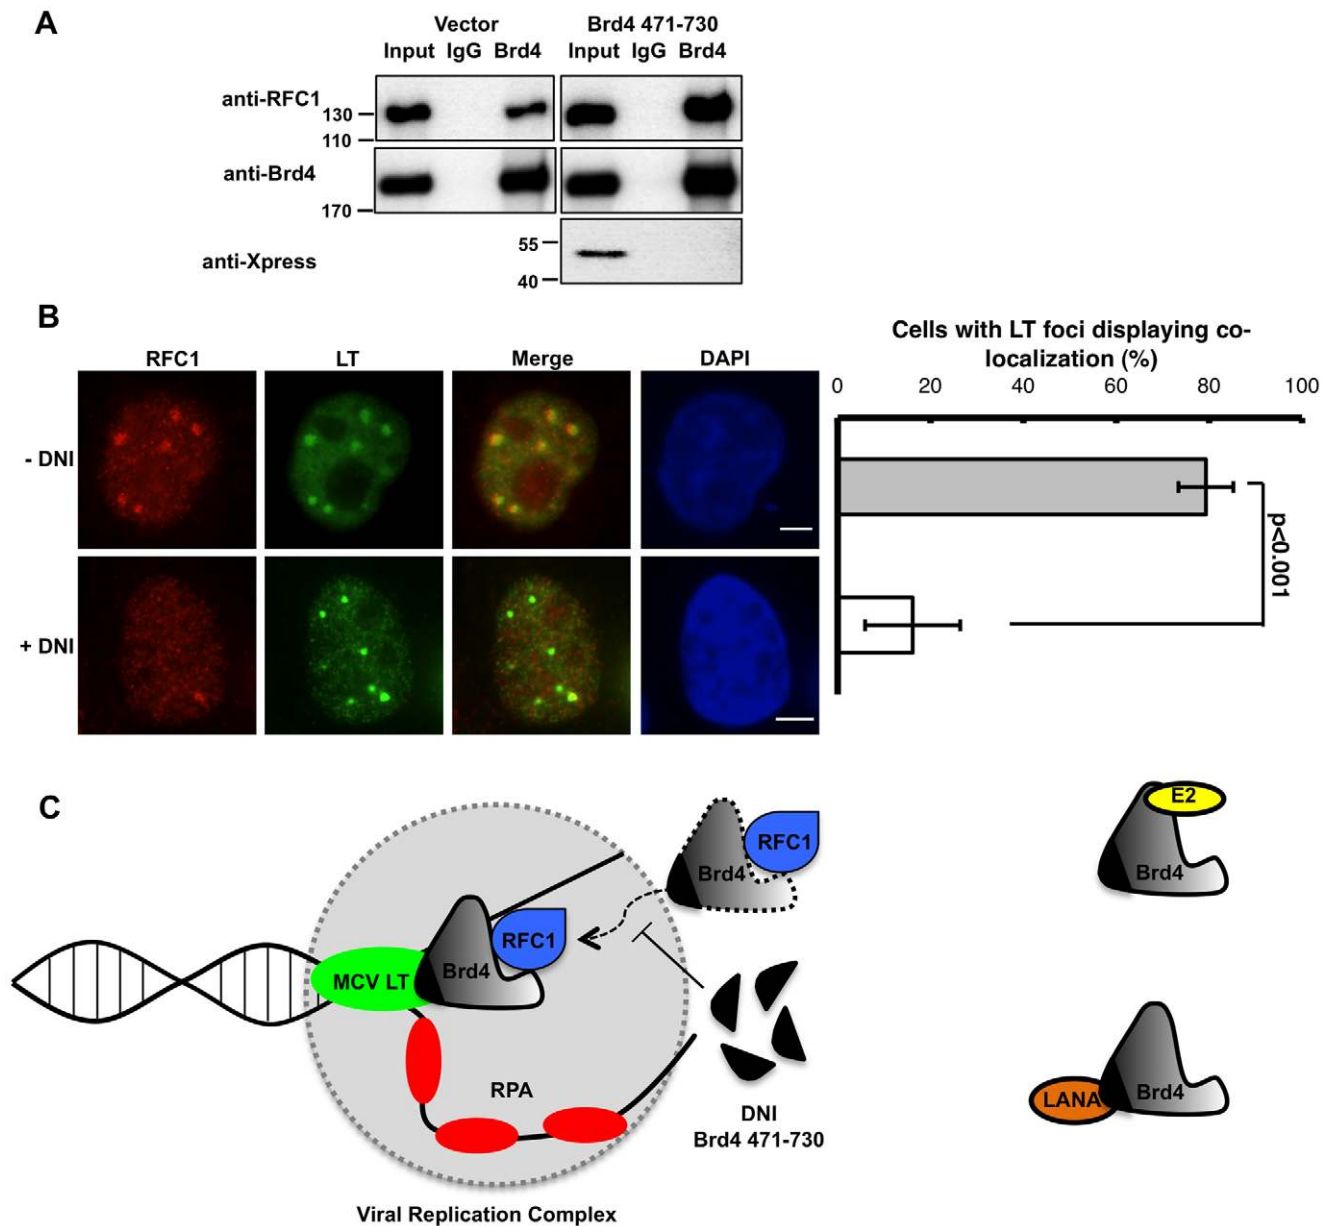 A
Vector Brd4 471-730
Input IgG Brd4 Input IgG Brd4
anti-RFC1
130
110
anti-Brd4
170
anti-Xpress
55
40
B
RFC1 LT Merge DAPI
- DNI
+ DNI
Cells with LT foci displaying co-
localization (%)
0 20 40 60 80 100
p<0.001
C
MCV LT
Brd4
RFC1
RPA
Viral Replication Complex
Brd4
RFC1
DNI
Brd4 471-730
E2
Brd4
LANA
Brd4